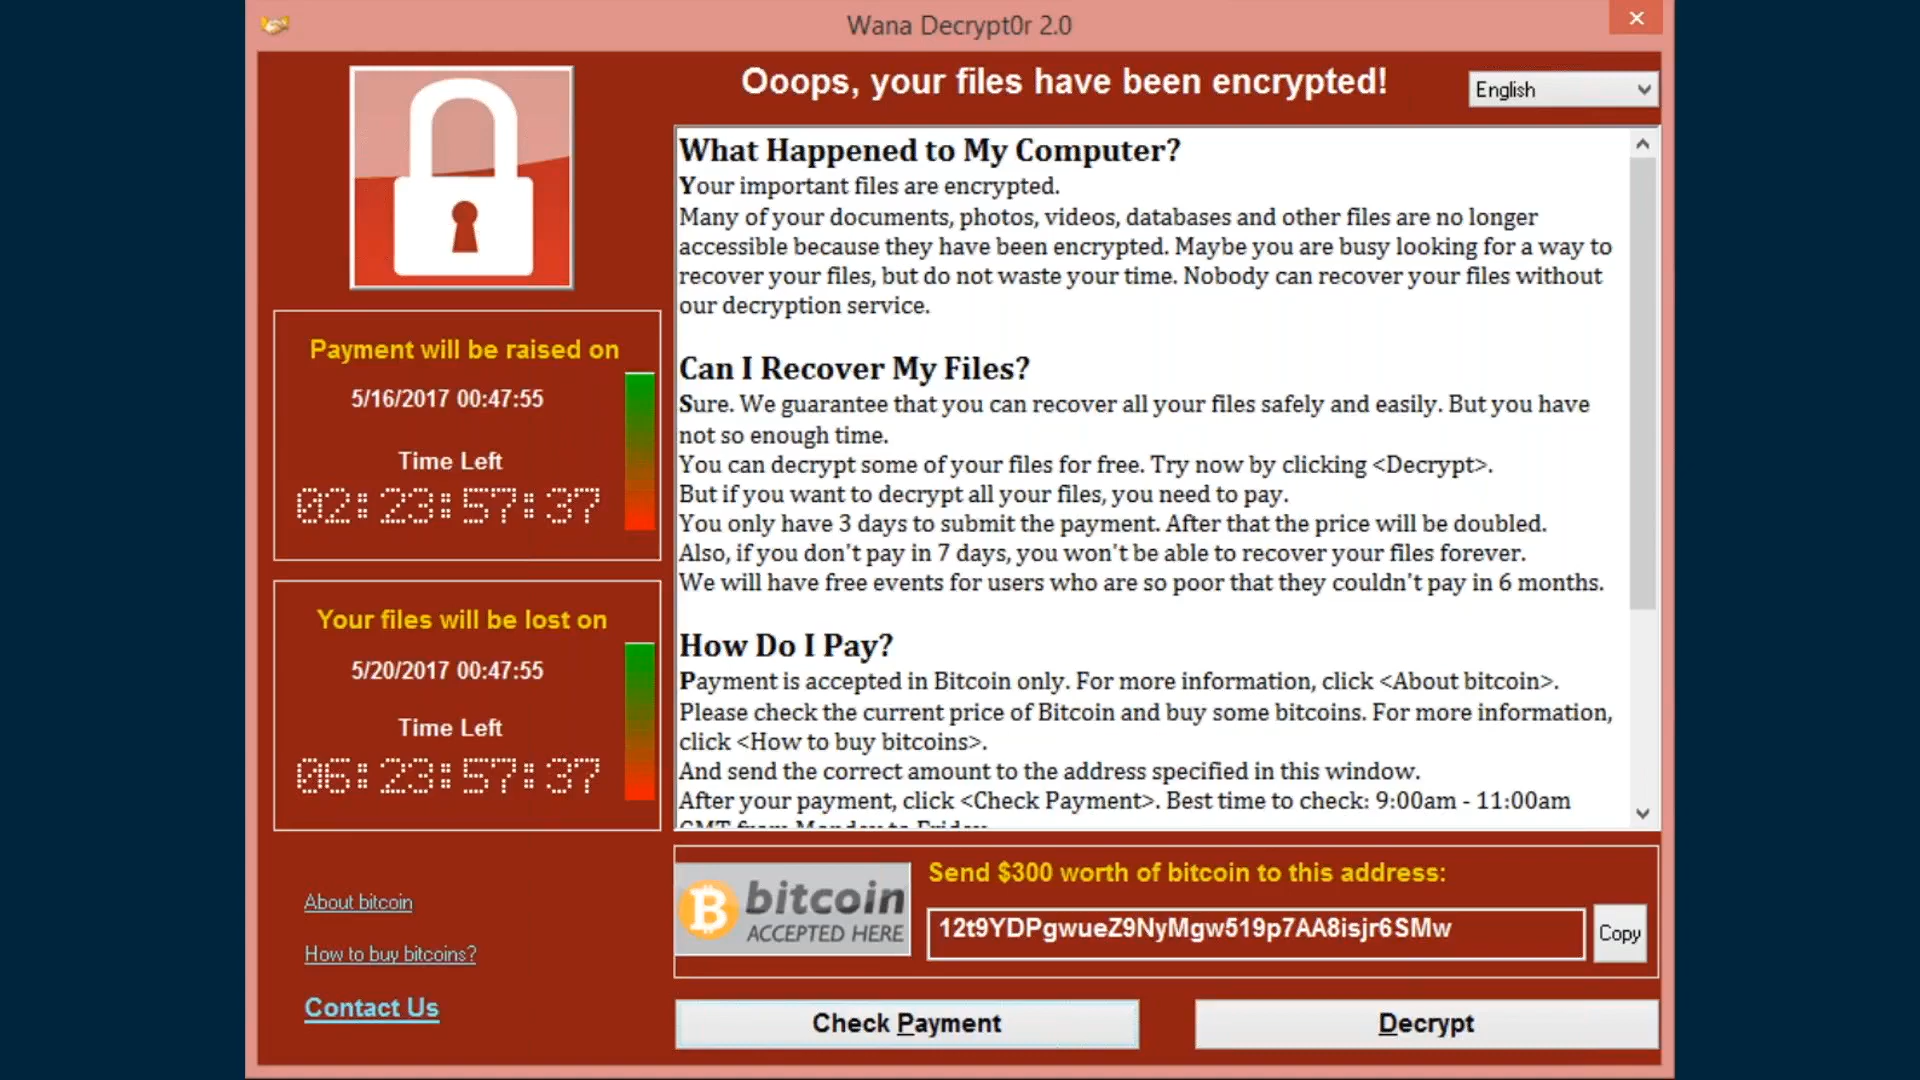 Wana Decrypt0r 2.0
Ooops, your files have been encrypted!
English
What Happened to My Computer?
Your important files are encrypted.
Many of your documents, photos, videos, databases and other files are no longer
accessible because they have been encrypted. Maybe you are busy looking for a way to
recover your files, but do not waste your time. Nobody can recover your files without
our decryption service.
Can I Recover My Files?
Sure. We guarantee that you can recover all your files safely and easily. But you have
not so enough time.
You can decrypt some of your files for free. Try now by clicking <Decrypt>.
But if you want to decrypt all your files, you need to pay.
You only have 3 days to submit the payment. After that the price will be doubled.
Also, if you don't pay in 7 days, you won't be able to recover your files forever.
We will have free events for users who are so poor that they couldn't pay in 6 months.
How Do I Pay?
Payment is accepted in Bitcoin only. For more information, click <About bitcoin>.
Please check the current price of Bitcoin and buy some bitcoins. For more information,
click <How to buy bitcoins>.
And send the correct amount to the address specified in this window.
After your payment, click <Check Payment>. Best time to check: 9:00am - 11:00am
GMT from Monday to Friday.
Payment will be raised on
5/16/2017 00:47:55
Time Left
02:23:57:37
Your files will be lost on
5/20/2017 00:47:55
Time Left
06:23:57:37
About bitcoin
How to buy bitcoins?
Contact Us
bitcoin
ACCEPTED HERE
Send $300 worth of bitcoin to this address:
12t9YDPgwueZ9NyMgw519p7AA8isjr6SMw
Copy
Check Payment
Decrypt